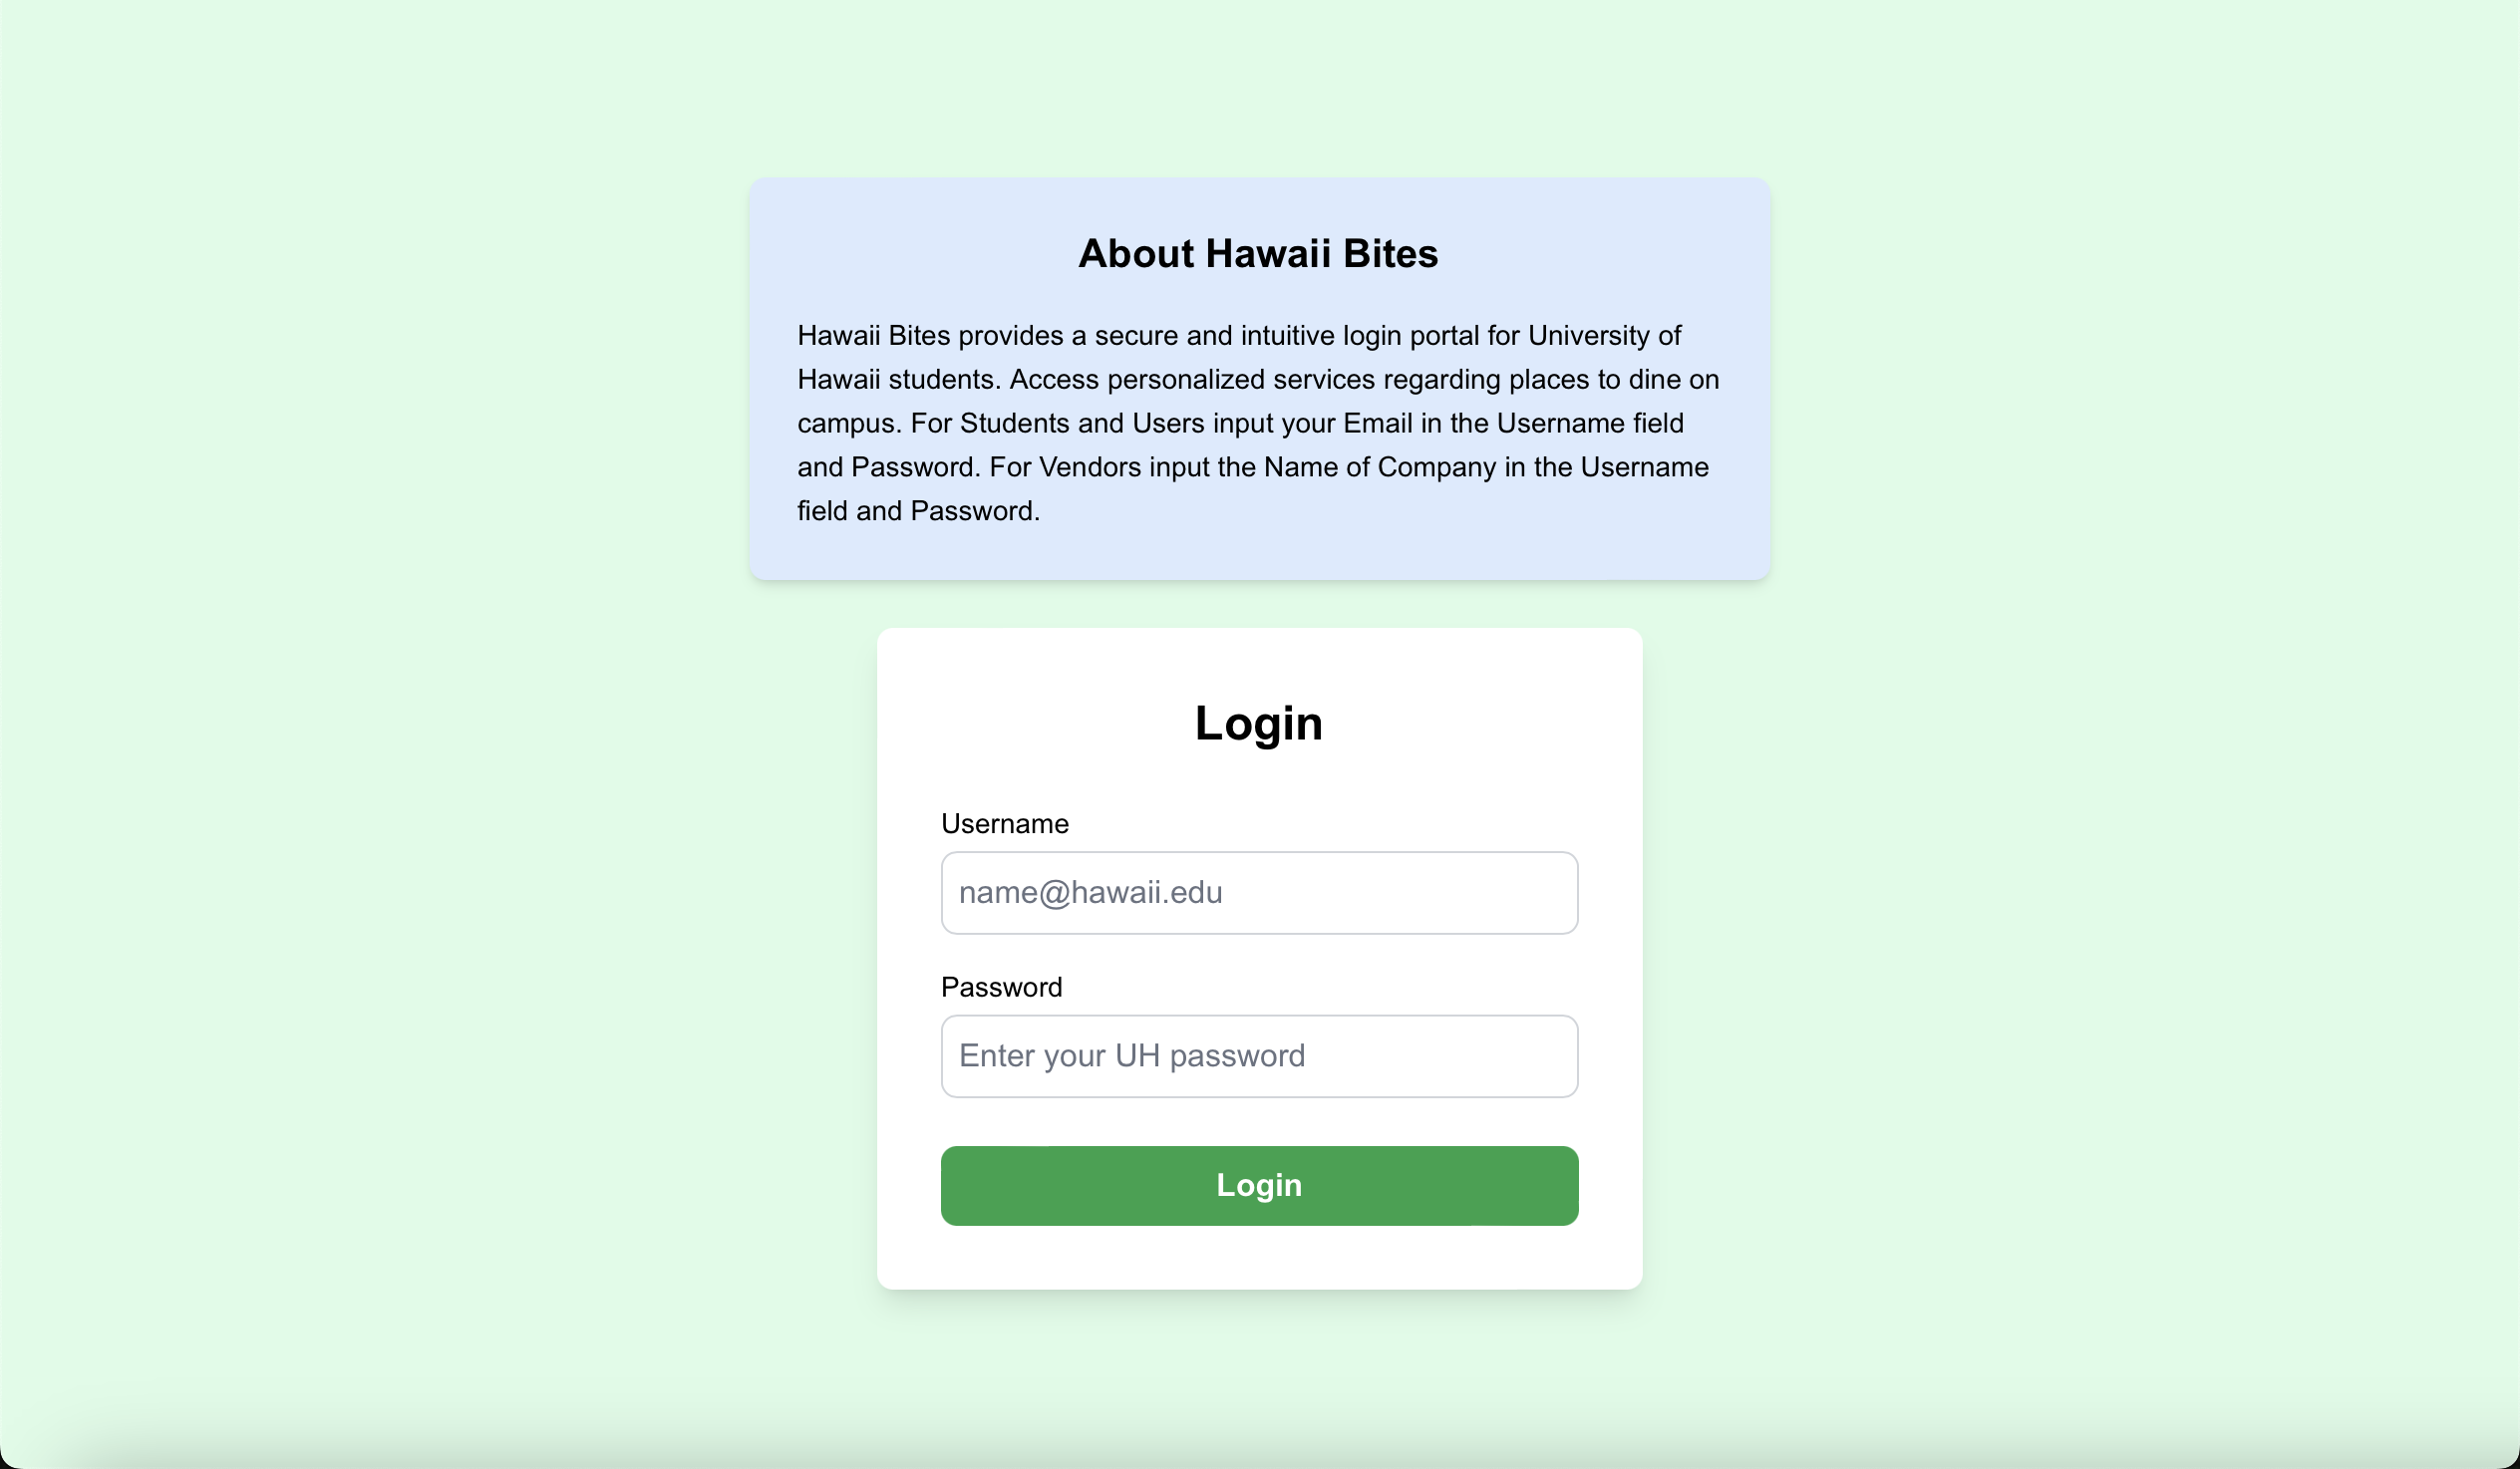 About Hawaii Bites
Hawaii Bites provides a secure and intuitive login portal for University of
Hawaii students. Access personalized services regarding places to dine on
campus. For Students and Users input your Email in the Username field
and Password. For Vendors input the Name of Company in the Username
field and Password.
Login
Username
name@hawaii.edu
Password
Enter your UH password
Login